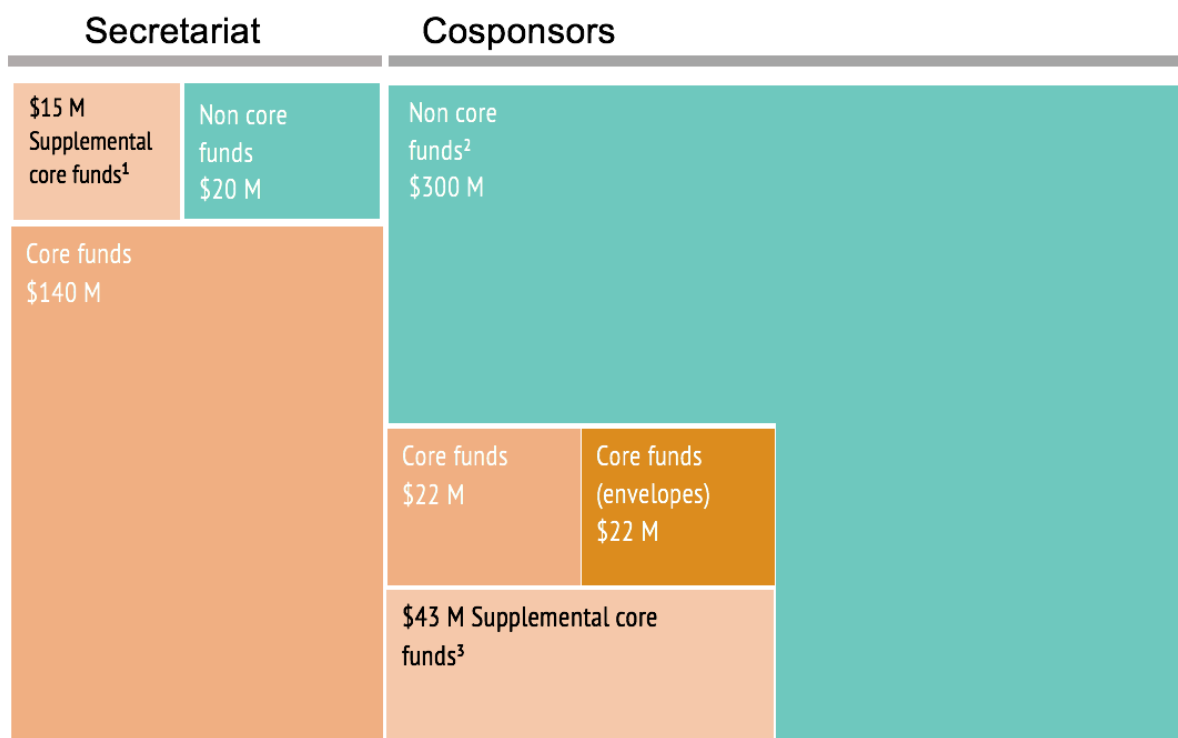 Secretariat
Cosponsors
$15 M
Supplemental
core funds¹
Non core
funds
$20 M
Non core
funds²
$300 M
Core funds
$140 M
Core funds
$22 M
Core funds
(envelopes)
$22 M
$43 M Supplemental core
funds³